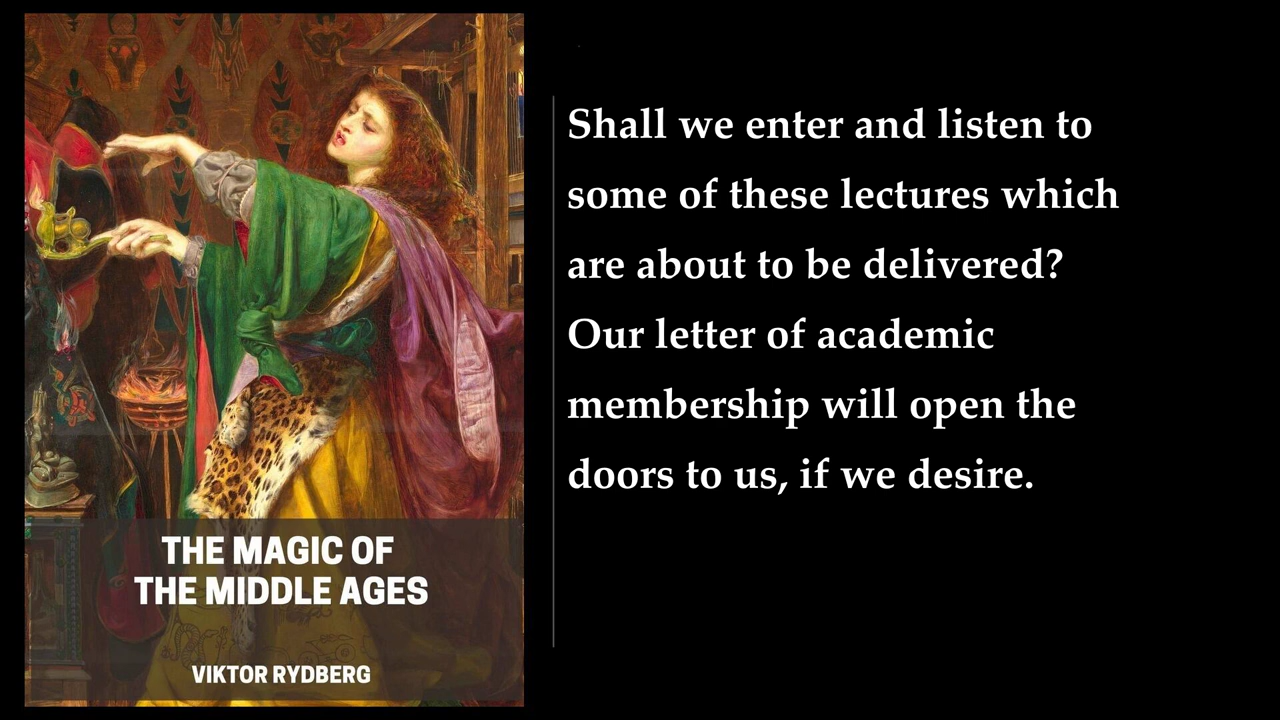 Shall we enter and listen to
some of these lectures which
are about to be delivered?
Our letter of academic
membership will open the
doors to us, if we desire.
THE MAGIC OF
THE MIDDLE AGES
VIKTOR RYDBERG